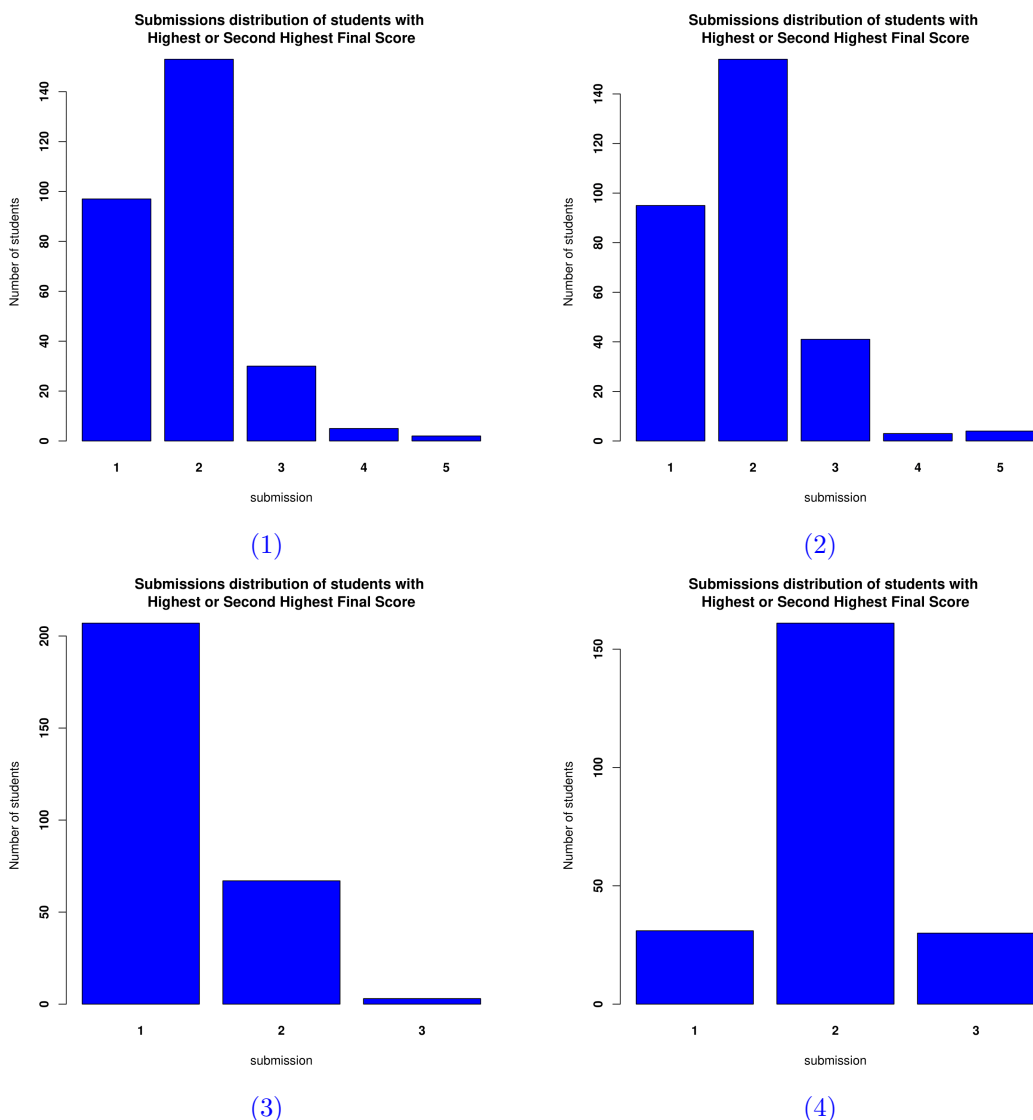 Submissions distribution of students with
Highest or Second Highest Final Score
Number of students
0 20 40 60 80 100 120 140
1 2 3 4 5
submission
(1)
Submissions distribution of students with
Highest or Second Highest Final Score
Number of students
0 20 40 60 80 100 120 140
1 2 3 4 5
submission
(2)
Submissions distribution of students with
Highest or Second Highest Final Score
Number of students
0 50 100 150 200
1 2 3
submission
(3)
Submissions distribution of students with
Highest or Second Highest Final Score
Number of students
0 50 100 150
1 2 3
submission
(4)